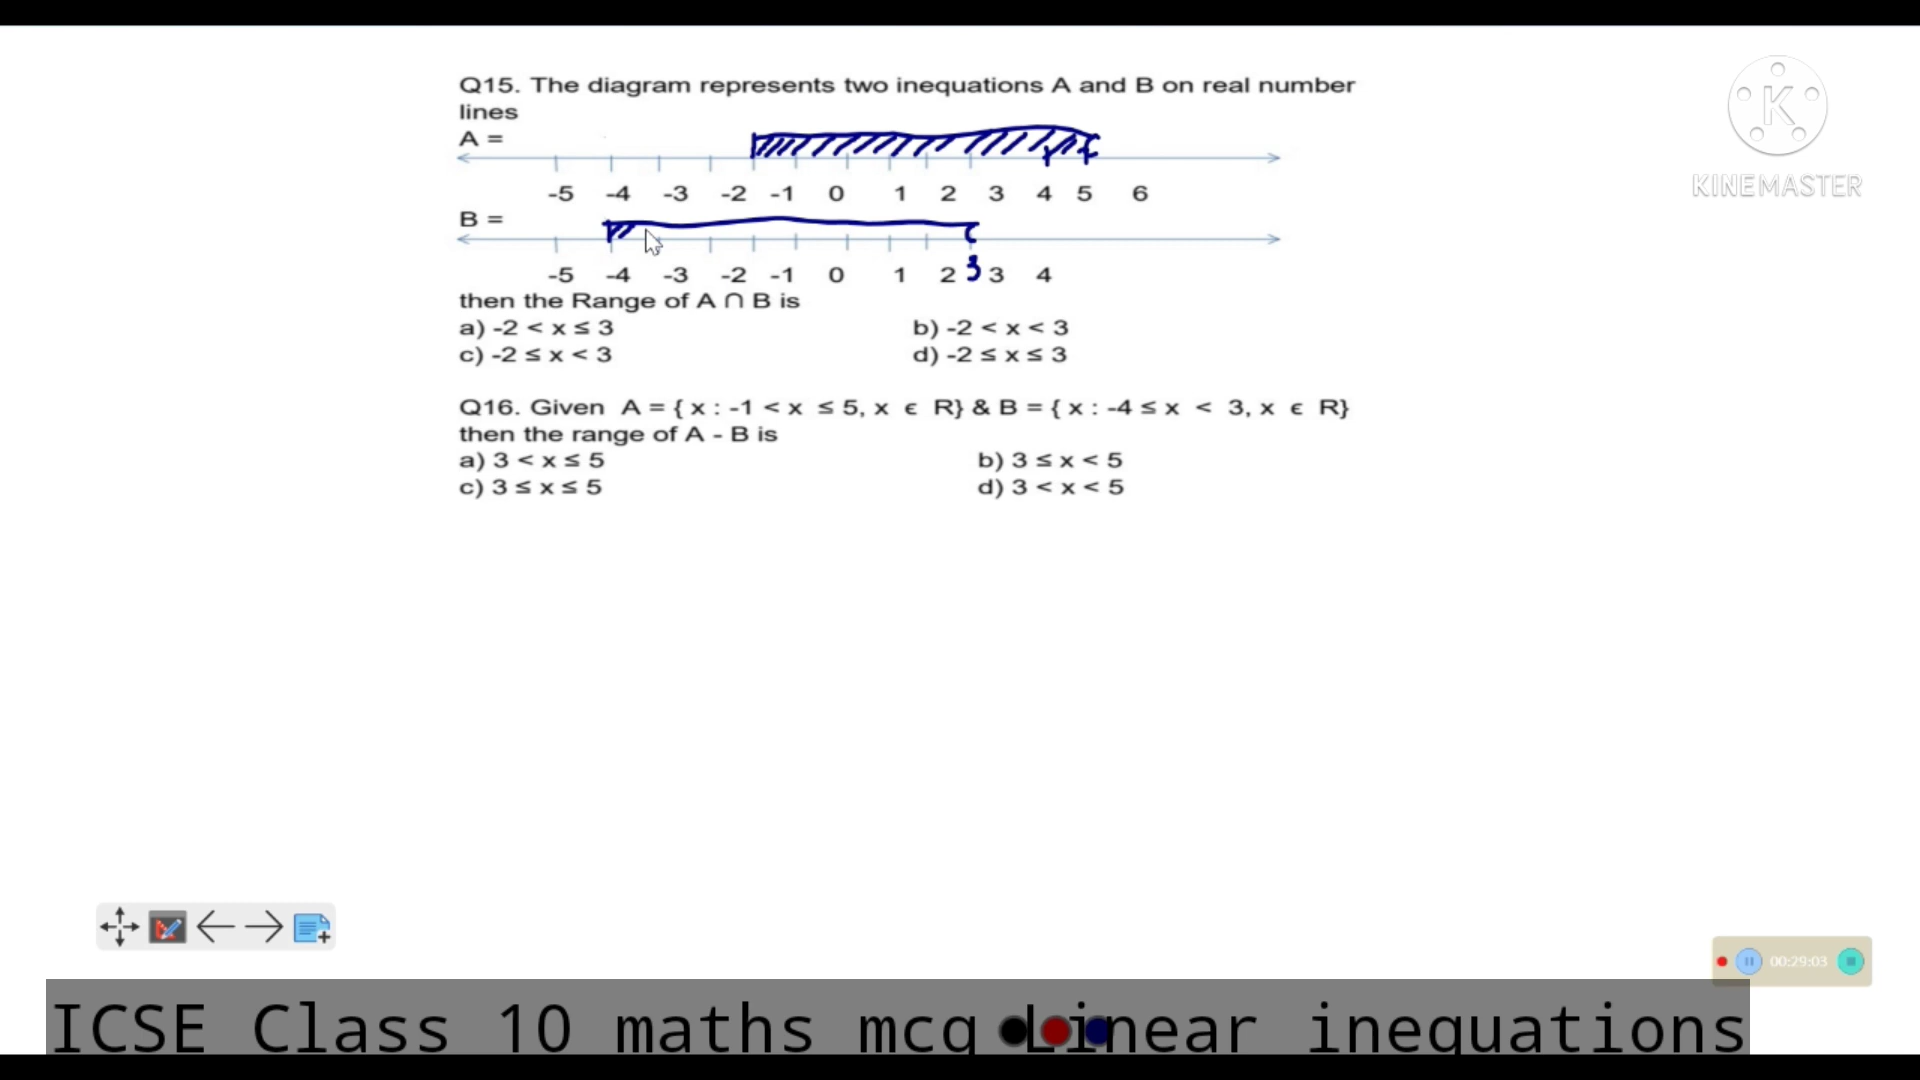 Q15. The diagram represents two inequations A and B on real number
lines
A =
-5 -4 -3 -2 -1 0 1 2 3 4 5 6
B =
-5 -4 -3 -2 -1 0 1 2 3 3 4
then the Range of A ∩ B is
a) -2 < x ≤ 3 b) -2 < x < 3
c) -2 ≤ x < 3 d) -2 ≤ x ≤ 3
Q16. Given A = { x : -1 < x ≤ 5, x ϵ R} & B = { x : -4 ≤ x < 3, x ϵ R}
then the range of A - B is
a) 3 < x ≤ 5 b) 3 ≤ x < 5
c) 3 ≤ x ≤ 5 d) 3 < x < 5
K
KINEMASTER
00:29:03
ICSE Class 10 maths mcq Linear inequations